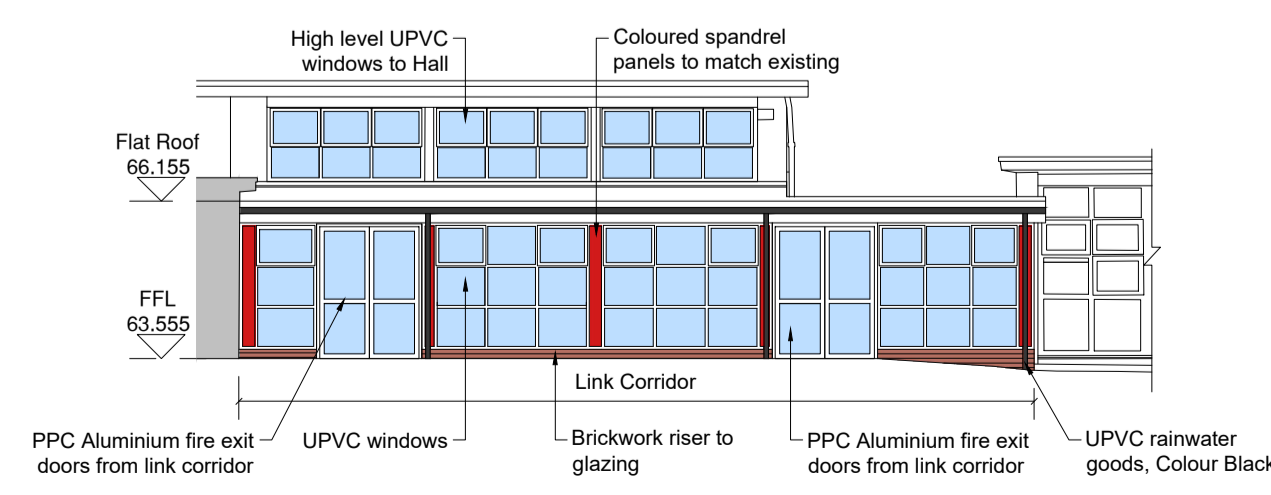 High level UPVC
windows to Hall
Coloured spandrel
panels to match existing
Flat Roof
66.155
FFL
63.555
Link Corridor
PPC Aluminium fire exit
doors from link corridor
UPVC windows
Brickwork riser to
glazing
PPC Aluminium fire exit
doors from link corridor
UPVC rainwater
goods, Colour Black